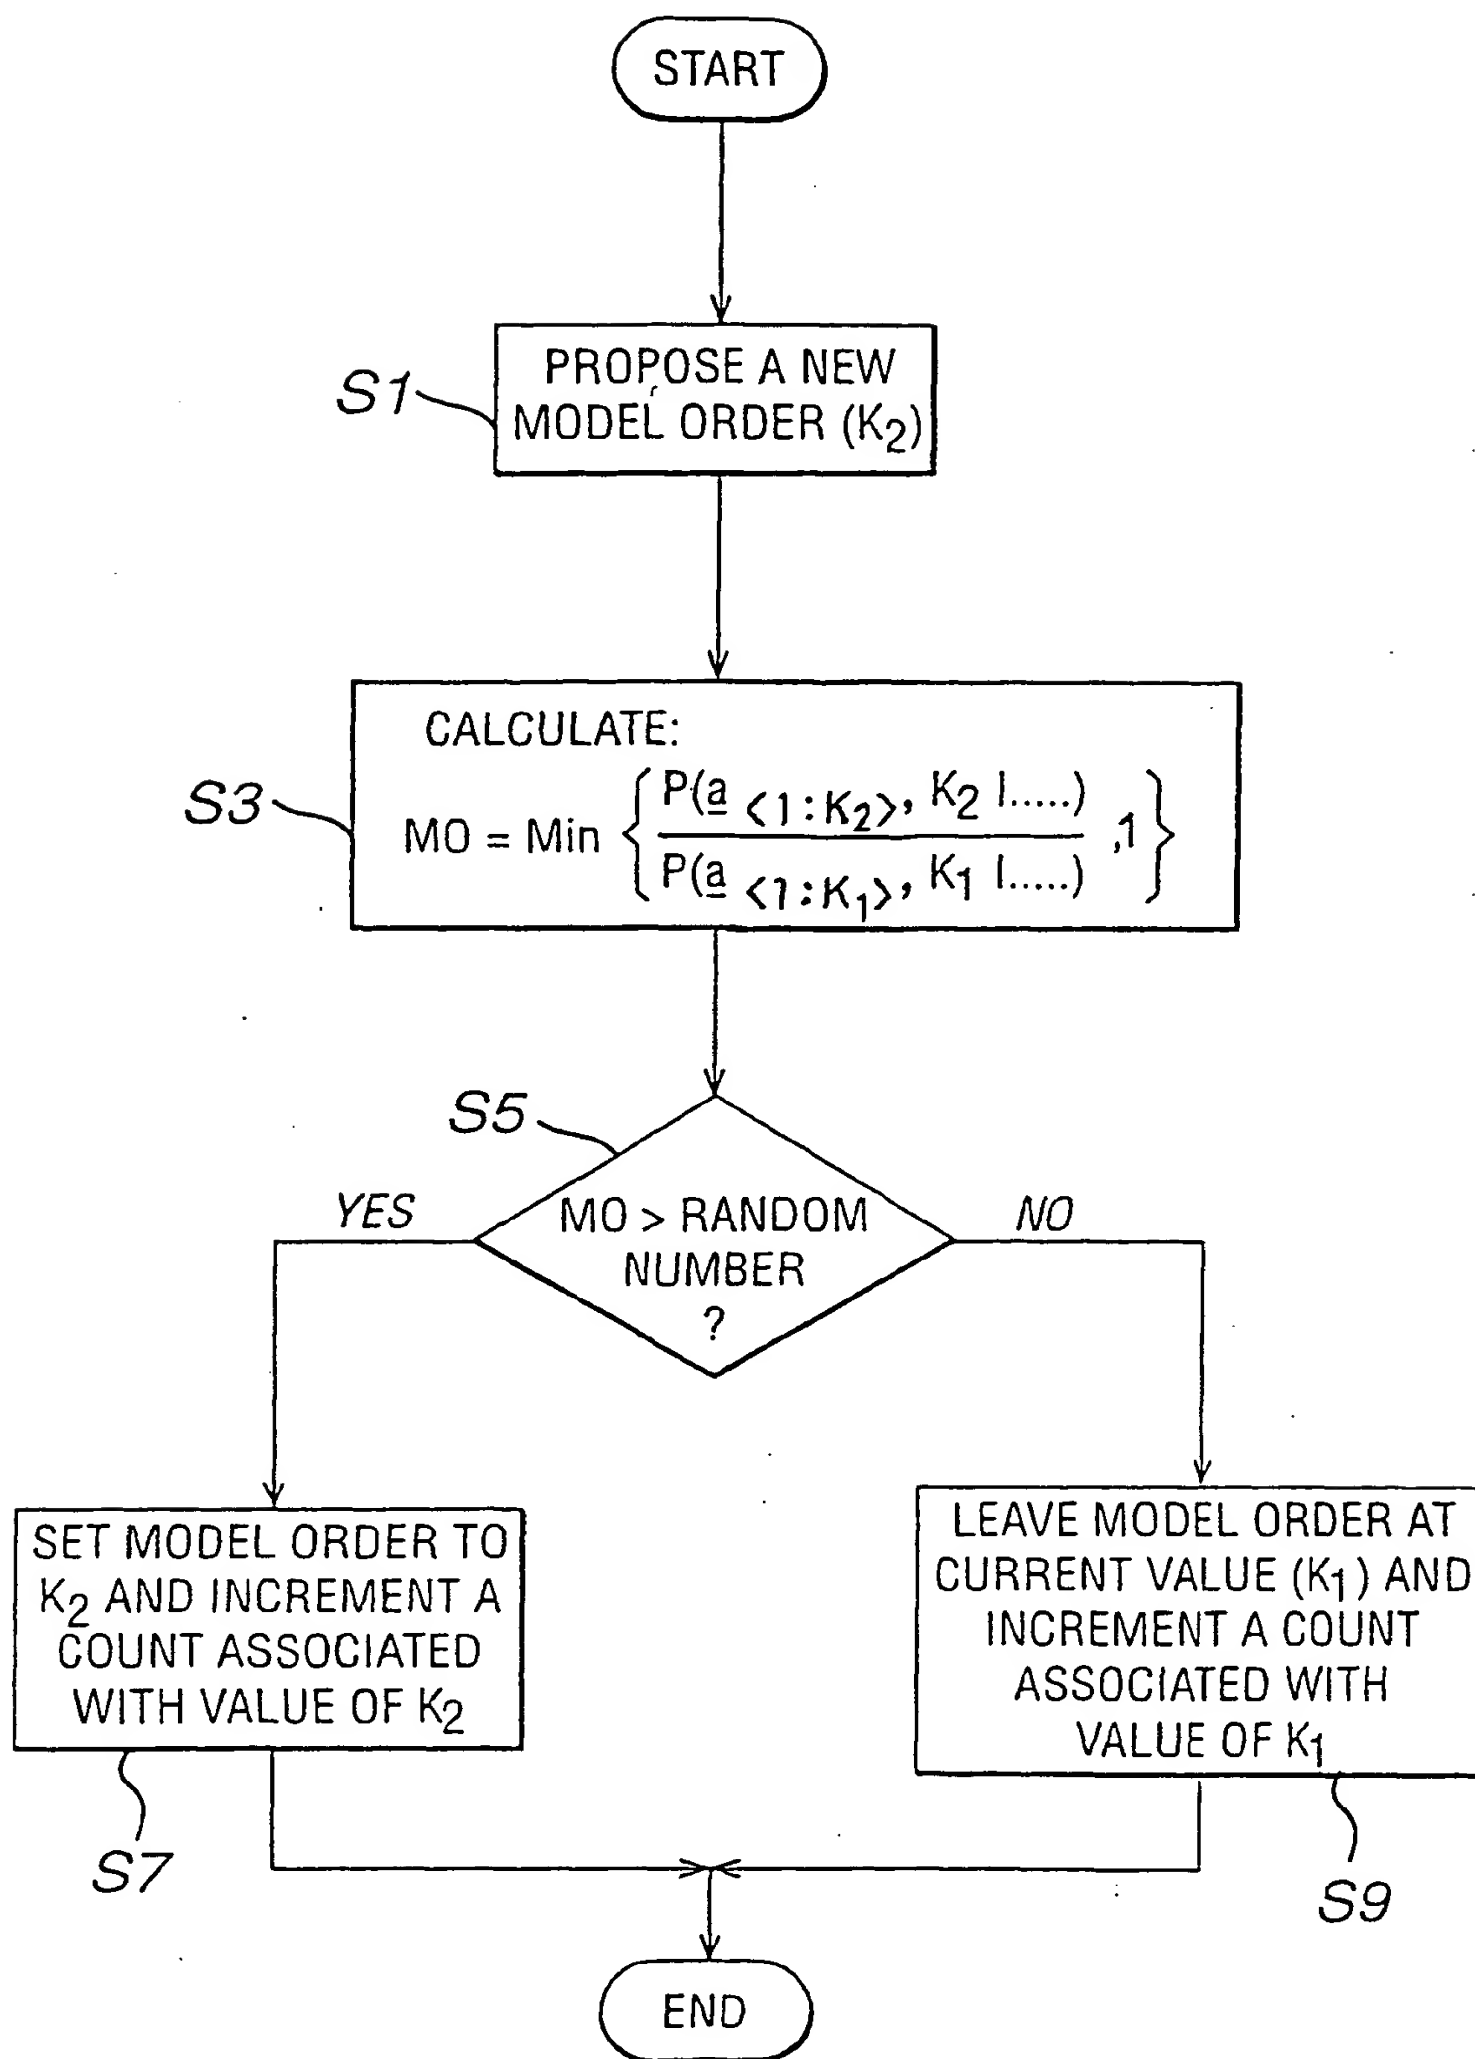 START
S1
PROPOSE A NEW
MODEL ORDER (K₂)
S3
CALCULATE:
MO = Min { P(a <1:K₂>, K₂ |.....) / P(a <1:K₁>, K₁ |.....) ,1 }
S5
MO > RANDOM
NUMBER
?
YES
NO
SET MODEL ORDER TO
K₂ AND INCREMENT A
COUNT ASSOCIATED
WITH VALUE OF K₂
S7
LEAVE MODEL ORDER AT
CURRENT VALUE (K₁) AND
INCREMENT A COUNT
ASSOCIATED WITH
VALUE OF K₁
S9
END